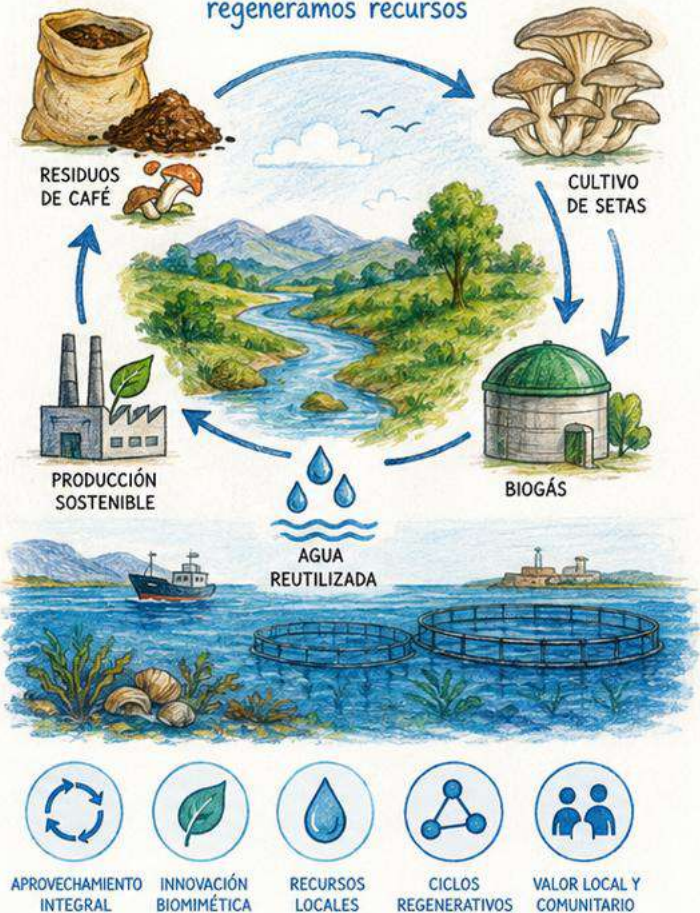 regeneramos recursos
RESIDUOS
DE CAFÉ
CULTIVO
DE SETAS
PRODUCCIÓN
SOSTENIBLE
BIOGÁS
AGUA
REUTILIZADA
APROVECHAMIENTO
INTEGRAL
INNOVACIÓN
BIOMIMÉTICA
RECURSOS
LOCALES
CICLOS
REGENERATIVOS
VALOR LOCAL Y
COMUNITARIO